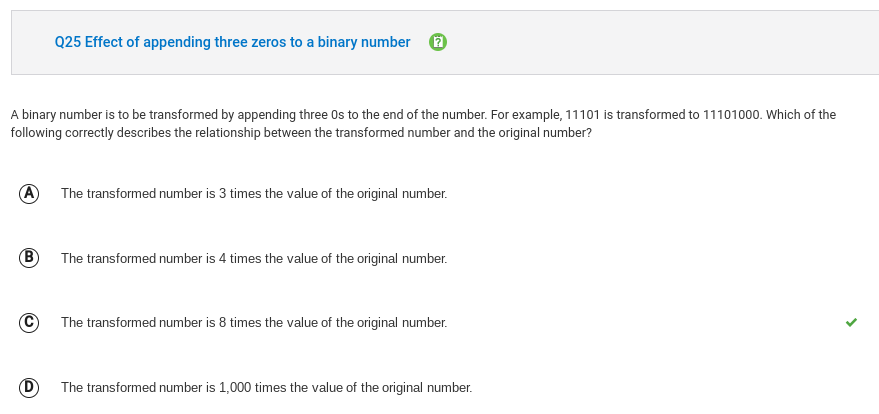 Q25 Effect of appending three zeros to a binary number
A binary number is to be transformed by appending three 0s to the end of the number. For example, 11101 is transformed to 11101000. Which of the
following correctly describes the relationship between the transformed number and the original number?
A The transformed number is 3 times the value of the original number.
B The transformed number is 4 times the value of the original number.
C The transformed number is 8 times the value of the original number.
D The transformed number is 1,000 times the value of the original number.